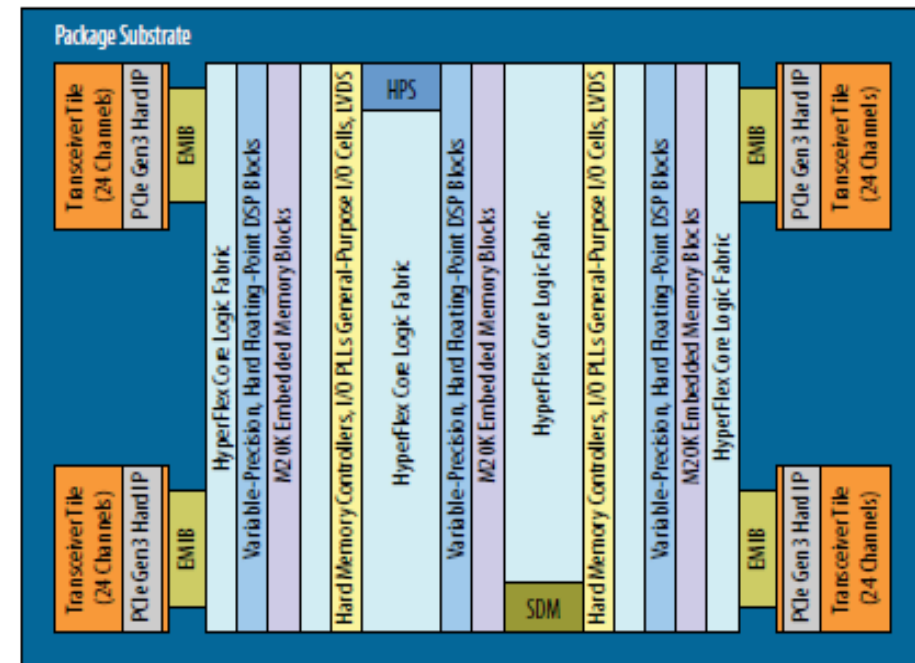 Package Substrate
Transceiver Tile
(24 Channels)
PCIe Gen3 Hard IP
EMIB
Transceiver Tile
(24 Channels)
PCIe Gen3 Hard IP
EMIB
HyperFlex Core Logic Fabric
Variable-Precision, Hard Floating-Point DSP Blocks
M20K Embedded Memory Blocks
Hard Memory Controllers, I/O PLLs General-Purpose I/O Cells, LVDS
HPS
HyperFlex Core Logic Fabric
Variable-Precision, Hard Floating-Point DSP Blocks
M20K Embedded Memory Blocks
HyperFlex Core Logic Fabric
SDM
Hard Memory Controllers, I/O PLLs General-Purpose I/O Cells, LVDS
Variable-Precision, Hard Floating-Point DSP Blocks
M20K Embedded Memory Blocks
HyperFlex Core Logic Fabric
EMIB
PCIe Gen3 Hard IP
Transceiver Tile
(24 Channels)
EMIB
PCIe Gen3 Hard IP
Transceiver Tile
(24 Channels)